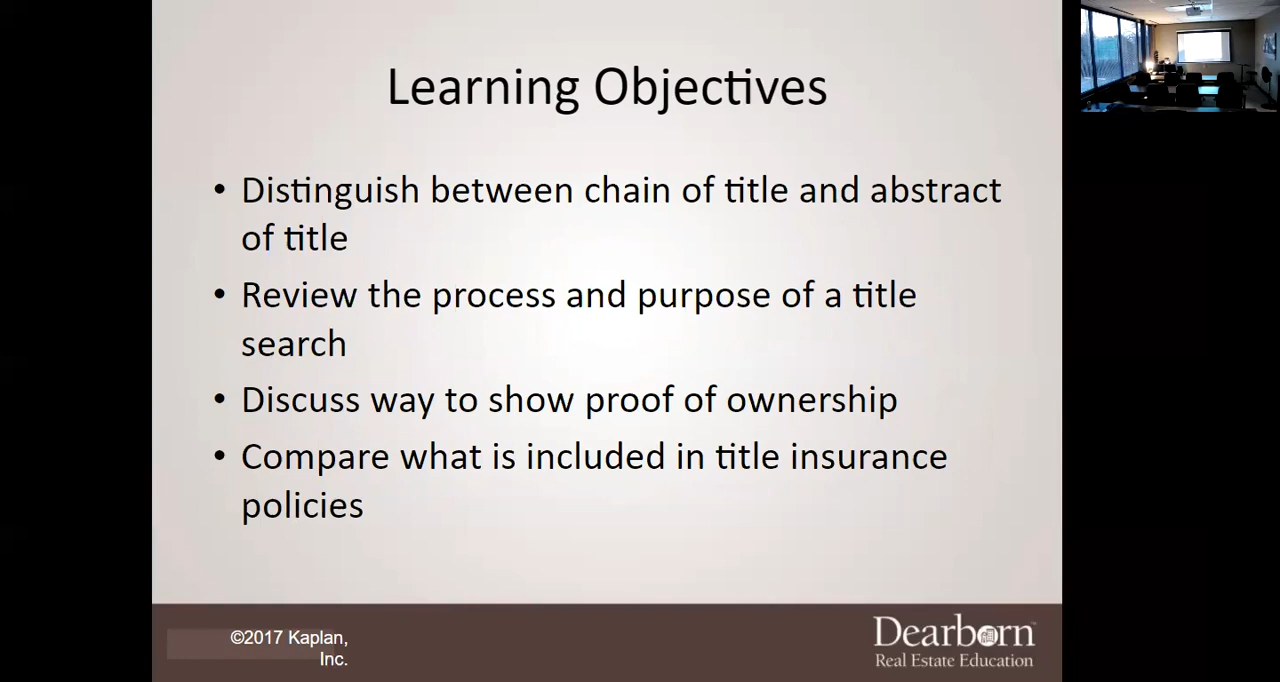 Learning Objectives
• Distinguish between chain of title and abstract
of title
• Review the process and purpose of a title
search
• Discuss way to show proof of ownership
• Compare what is included in title insurance
policies
©2017 Kaplan,
Inc.
Dearborn™
Real Estate Education